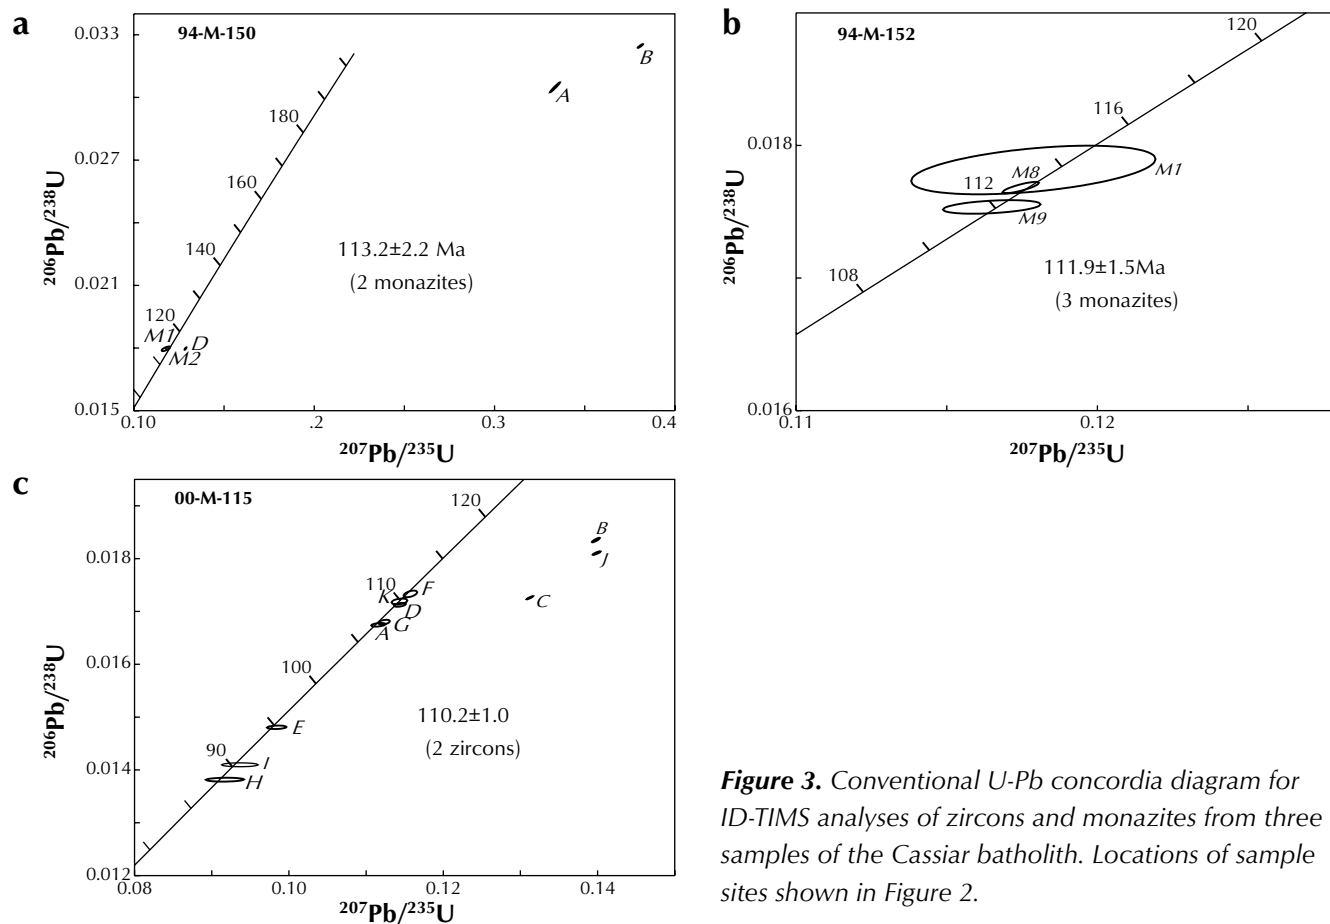 a
94-M-150
0.033
0.027
0.021
0.015
206Pb/238U
180
160
140
120
B
A
M1
M2
D
113.2±2.2 Ma
(2 monazites)
0.10
.2
0.3
0.4
207Pb/235U
b
94-M-152
0.018
0.016
206Pb/238U
120
116
112
108
M8
M1
M9
111.9±1.5Ma
(3 monazites)
0.11
0.12
207Pb/235U
c
00-M-115
0.018
0.016
0.014
0.012
206Pb/238U
120
110
100
90
B
J
C
F
K
D
G
A
E
I
H
110.2±1.0
(2 zircons)
0.08
0.10
0.12
0.14
207Pb/235U
Figure 3. Conventional U-Pb concordia diagram for
ID-TIMS analyses of zircons and monazites from three
samples of the Cassiar batholith. Locations of sample
sites shown in Figure 2.